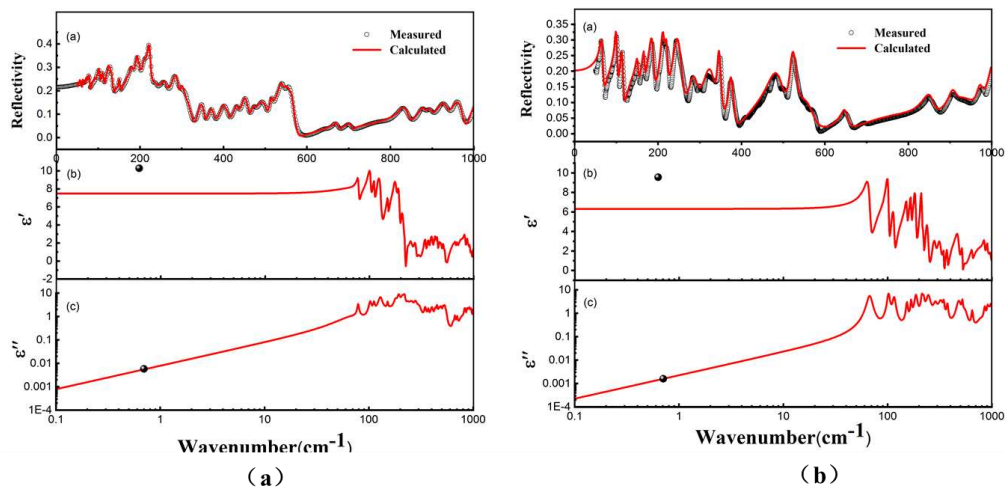 (a)
Measured
Calculated
Reflectivity
0.4
0.3
0.2
0.1
0.0
0 200 400 600 800 1000
(b)
ε′
10
8
6
4
2
0
-2
(c)
ε″
10
1
0.1
0.01
0.001
1E-4
0.1 1 10 100 1000
Wavenumber(cm-1)
(a)
(a)
Measured
Calculated
Reflectivity
0.35
0.30
0.25
0.20
0.15
0.10
0.05
0.00
0 200 400 600 800 1000
(b)
ε′
10
8
6
4
2
0
(c)
ε″
10
1
0.1
0.01
0.001
1E-4
0.1 1 10 100 1000
Wavenumber(cm-1)
(b)